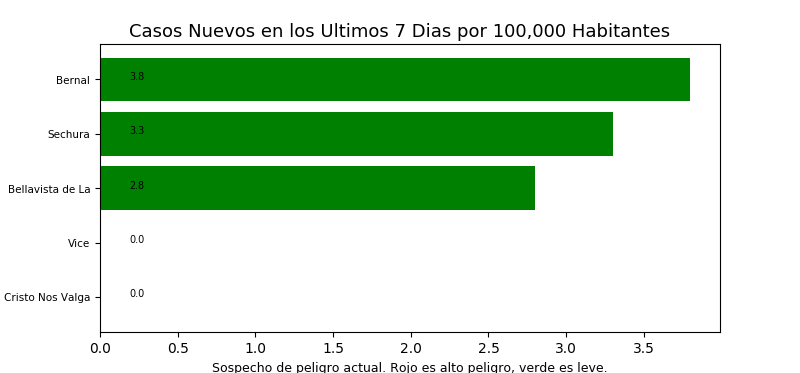 Casos Nuevos en los Ultimos 7 Dias por 100,000 Habitantes
Bernal 3.8
Sechura 3.3
Bellavista de La 2.8
Vice 0.0
Cristo Nos Valga 0.0
0.0 0.5 1.0 1.5 2.0 2.5 3.0 3.5
Sospecho de peligro actual. Rojo es alto peligro, verde es leve.